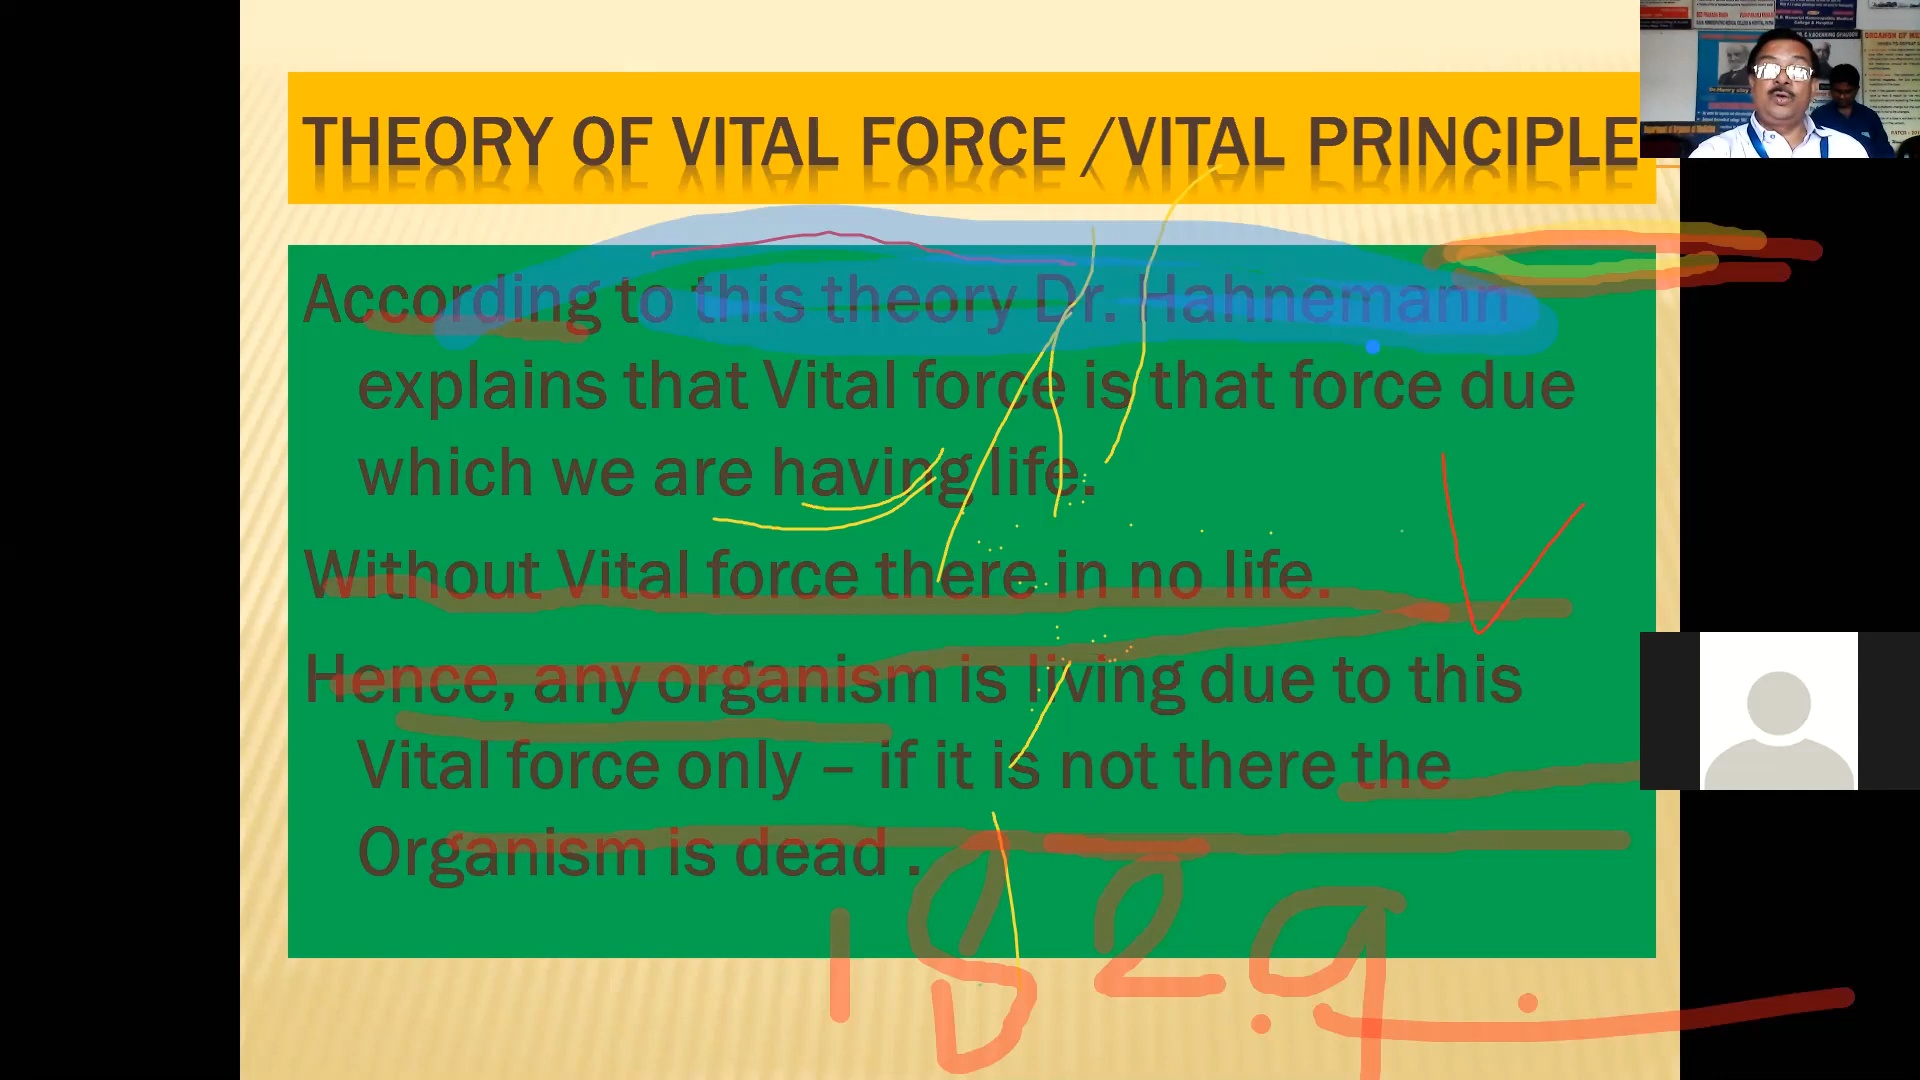 THEORY OF VITAL FORCE /VITAL PRINCIPLE
According to this theory Dr. Hahnemann
explains that Vital force is that force due
which we are having life.
Without Vital force there in no life.
Hence, any organism is living due to this
Vital force only – if it is not there the
Organism is dead .
1829